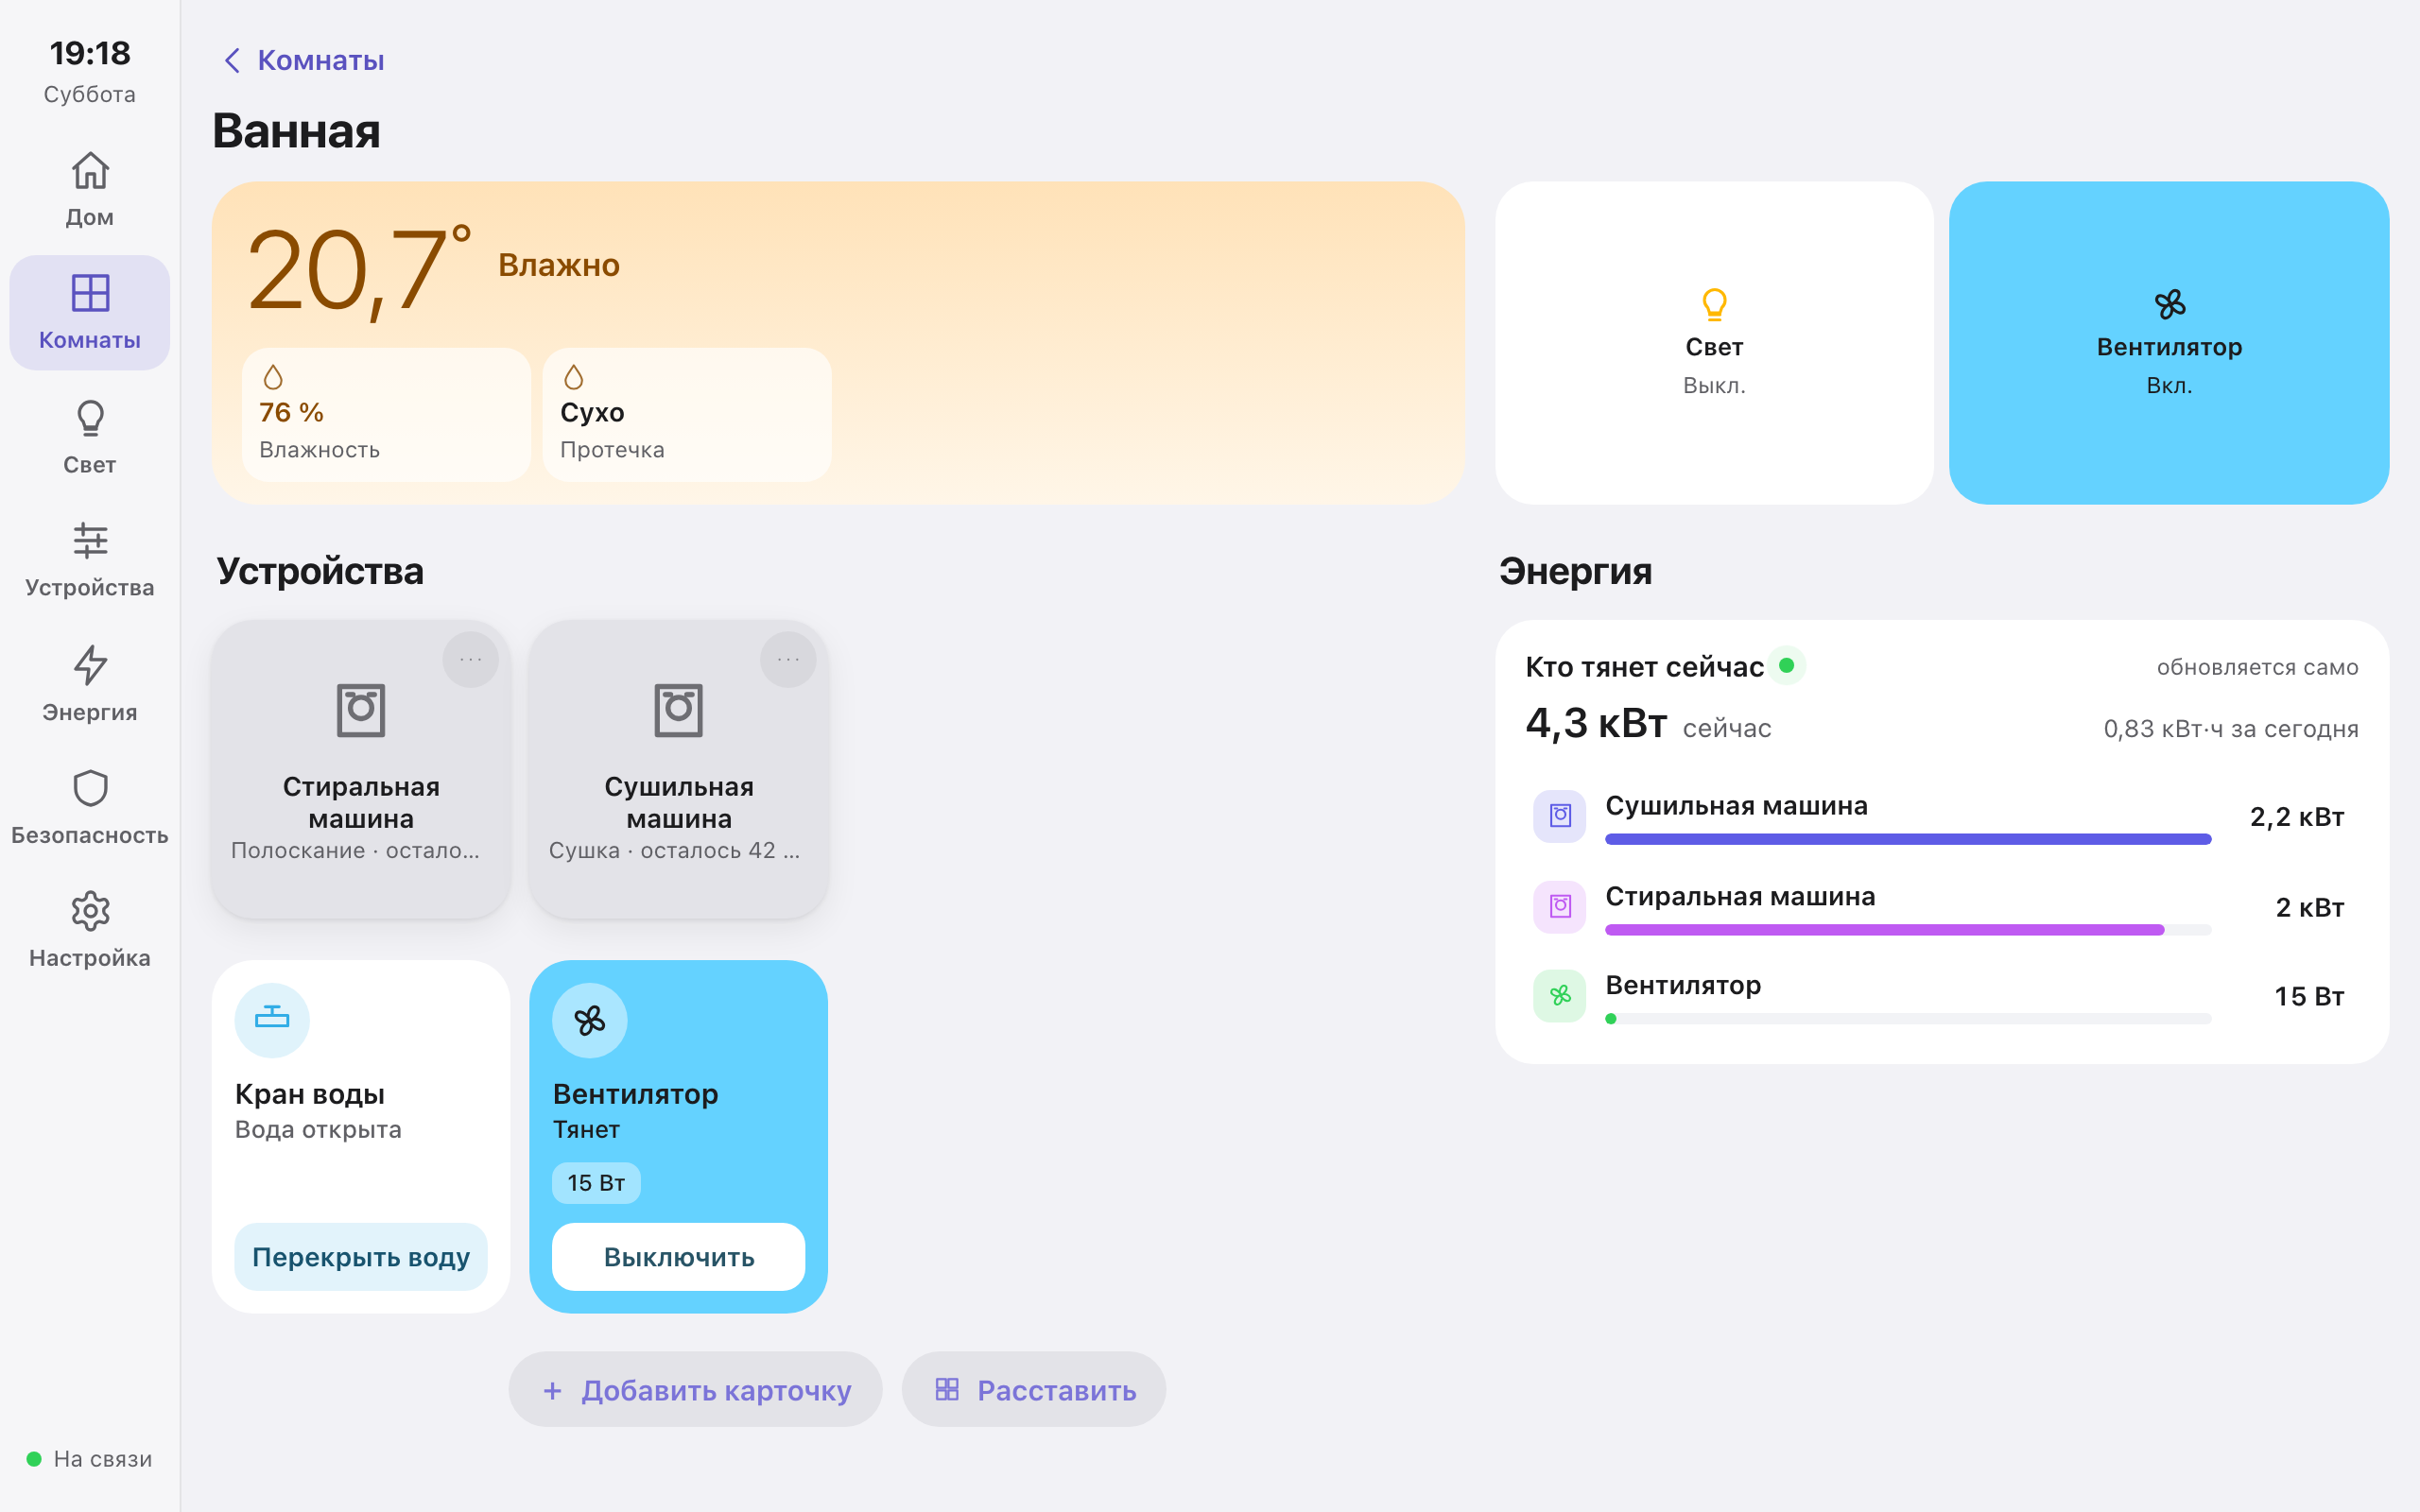 19:18
Суббота
Дом
Комнаты
Свет
Устройства
Энергия
Безопасность
Настройка
На связи
Комнаты
Ванная
20,7°
Влажно
76 %
Влажность
Сухо
Протечка
Свет
Выкл.
Вентилятор
Вкл.
Устройства
Стиральная
машина
Полоскание · остало...
Сушильная
машина
Сушка · осталось 42 ...
Кран воды
Вода открыта
Перекрыть воду
Вентилятор
Тянет
15 Вт
Выключить
+ Добавить карточку
Расставить
Энергия
Кто тянет сейчас
обновляется само
4,3 кВт сейчас
0,83 кВт·ч за сегодня
Сушильная машина
2,2 кВт
Стиральная машина
2 кВт
Вентилятор
15 Вт